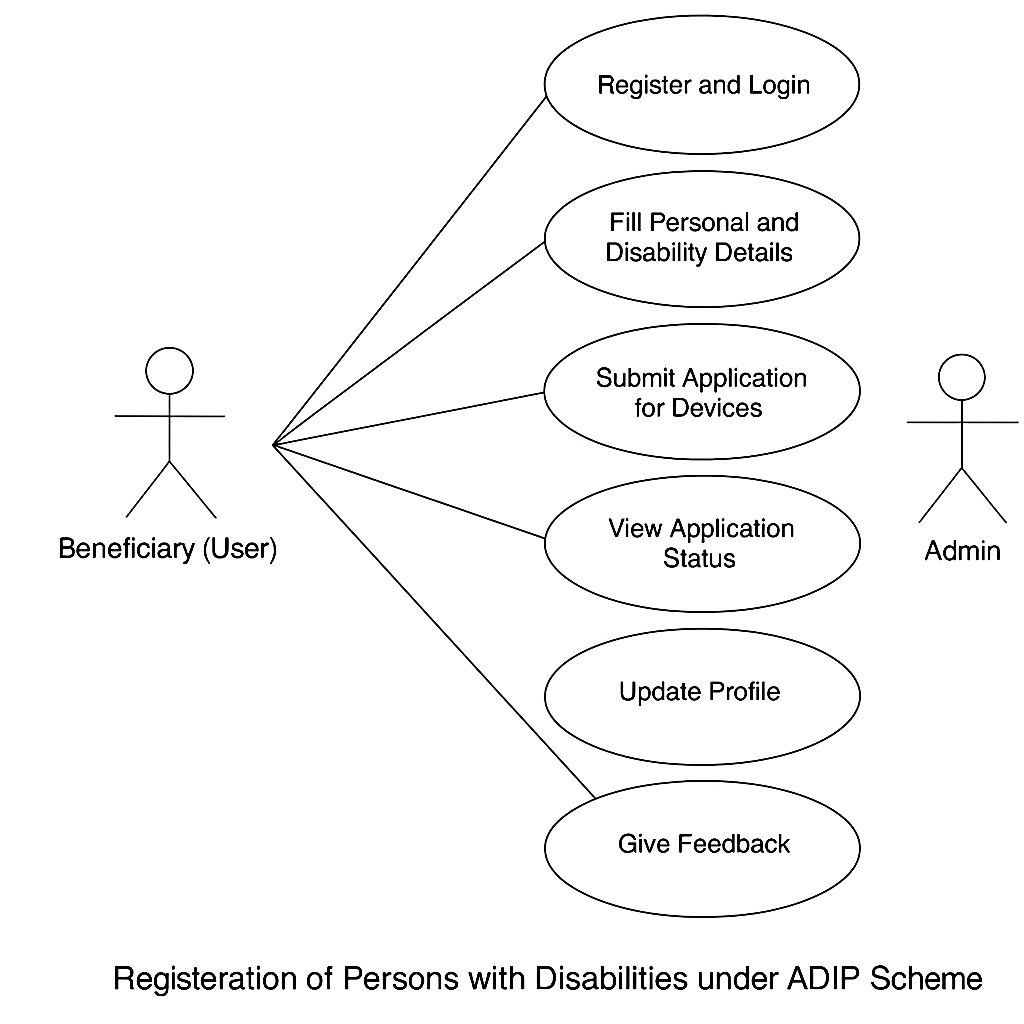 Register and Login
Fill Personal and
Disability Details
Submit Application
for Devices
View Application
Status
Update Profile
Give Feedback
Beneficiary (User)
Admin
Registeration of Persons with Disabilities under ADIP Scheme